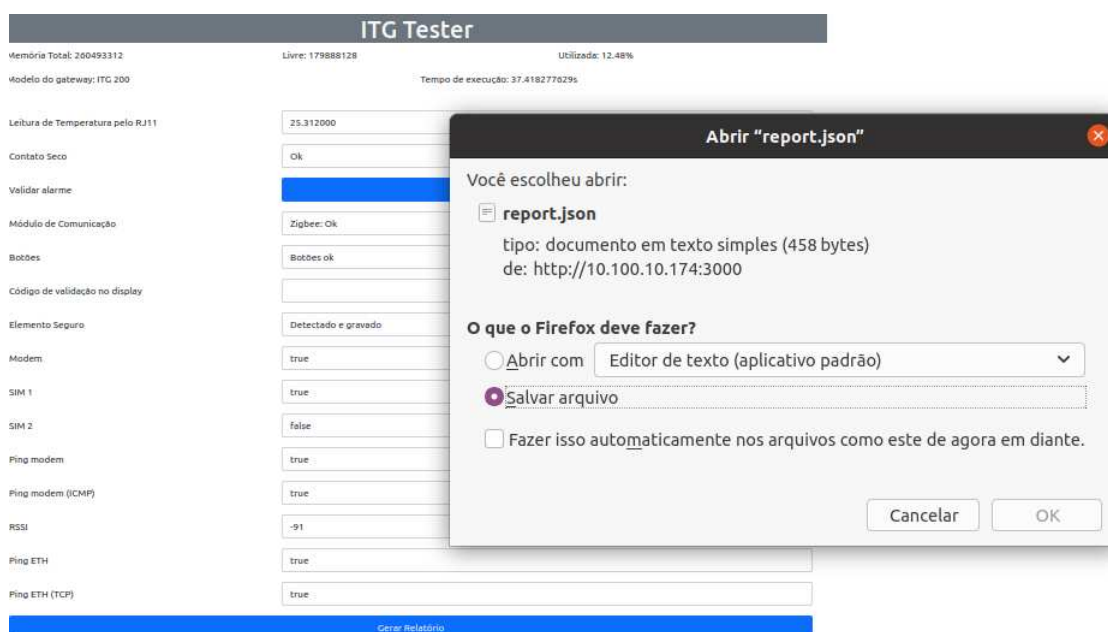 ITG Tester
Memória Total: 260493312 Livre: 179888128 Utilizada: 12.48%
Modelo do gateway: ITG 200 Tempo de execução: 37.418277629s
Leitura de Temperatura pelo RJ11 25.312000
Contato Seco Ok
Validar alarme
Módulo de Comunicação Zigbee: Ok
Botões Botões ok
Código de validação no display
Elemento Seguro Detectado e gravado
Modem true
SIM 1 true
SIM 2 false
Ping modem true
Ping modem (ICMP) true
RSSI -91
Ping ETH true
Ping ETH (TCP) true
Gerar Relatório
Abrir “report.json”
Você escolheu abrir:
report.json
tipo: documento em texto simples (458 bytes)
de: http://10.100.10.174:3000
O que o Firefox deve fazer?
Abrir com Editor de texto (aplicativo padrão)
Salvar arquivo
Fazer isso automaticamente nos arquivos como este de agora em diante.
Cancelar OK